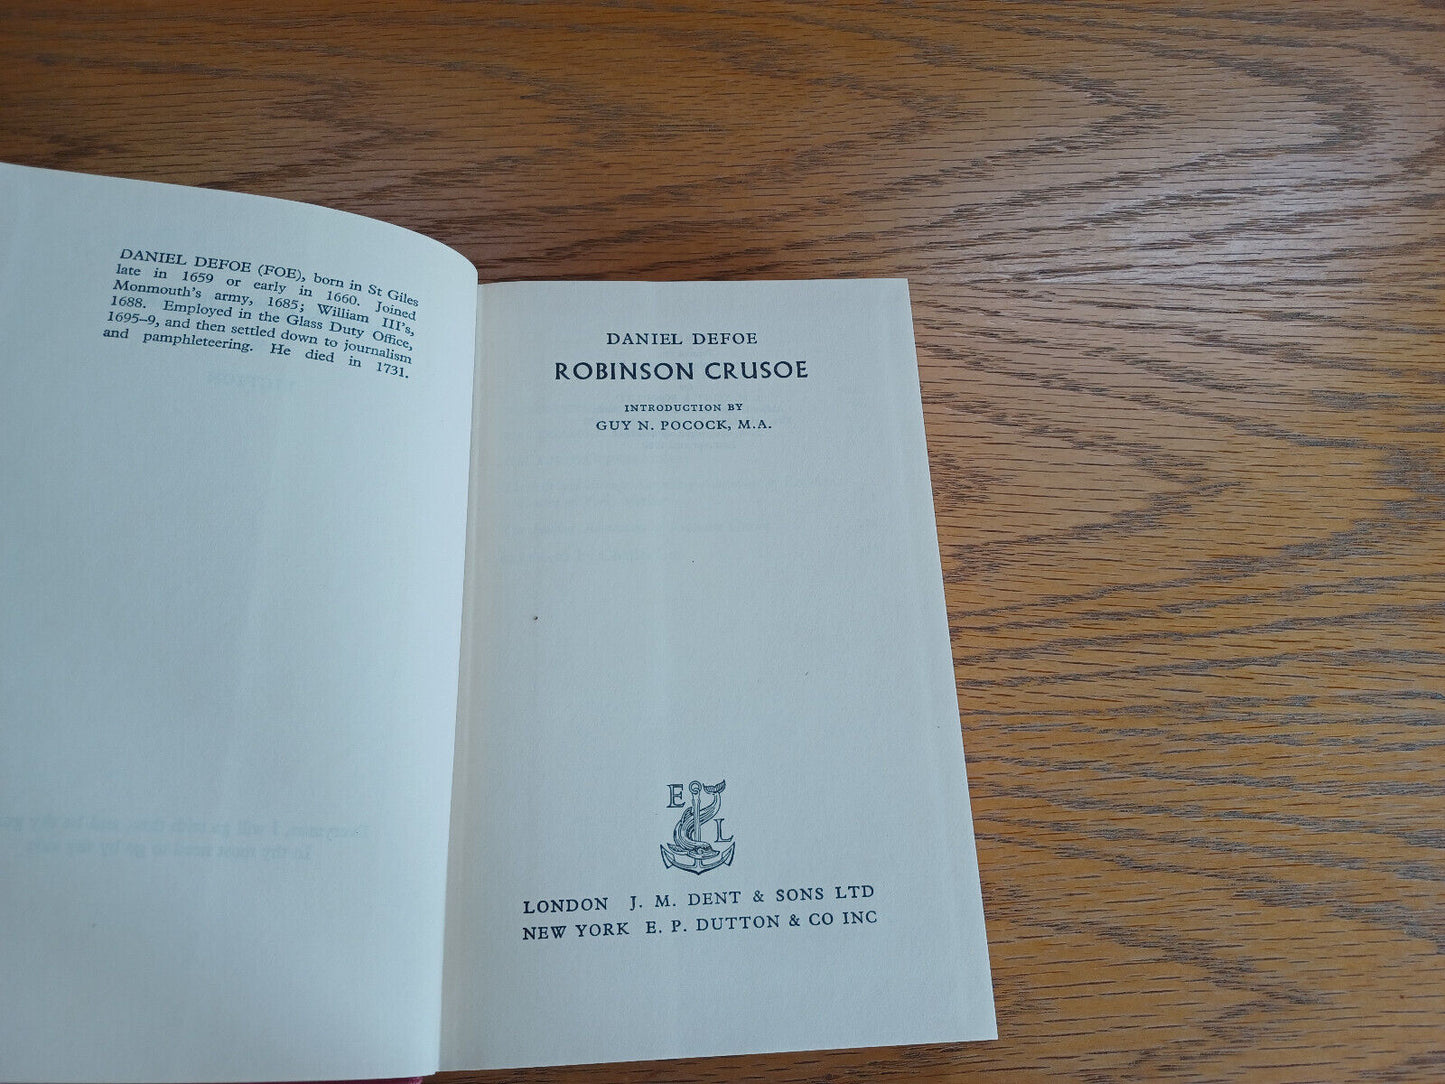 DANIEL DEFOE (FOE), born in St Giles
late in 1659 or early in 1660. Joined
Monmouth's army, 1685; William III's,
1688. Employed in the Glass Duty Office,
1695–9, and then settled down to journalism
and pamphleteering. He died in 1731.
DANIEL DEFOE
ROBINSON CRUSOE
INTRODUCTION BY
GUY N. POCOCK, M.A.
E
L
LONDON J. M. DENT & SONS LTD
NEW YORK E. P. DUTTON & CO INC